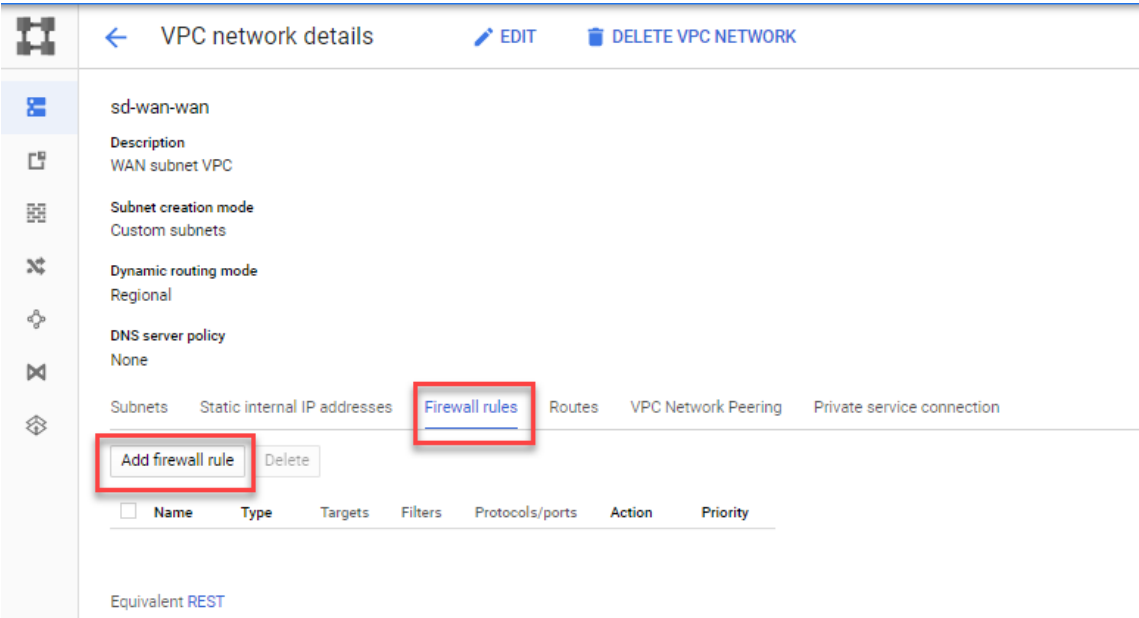 VPC network details EDIT DELETE VPC NETWORK
sd-wan-wan
Description
WAN subnet VPC
Subnet creation mode
Custom subnets
Dynamic routing mode
Regional
DNS server policy
None
Subnets Static internal IP addresses Firewall rules Routes VPC Network Peering Private service connection
Add firewall rule Delete
Name Type Targets Filters Protocols/ports Action Priority
Equivalent REST